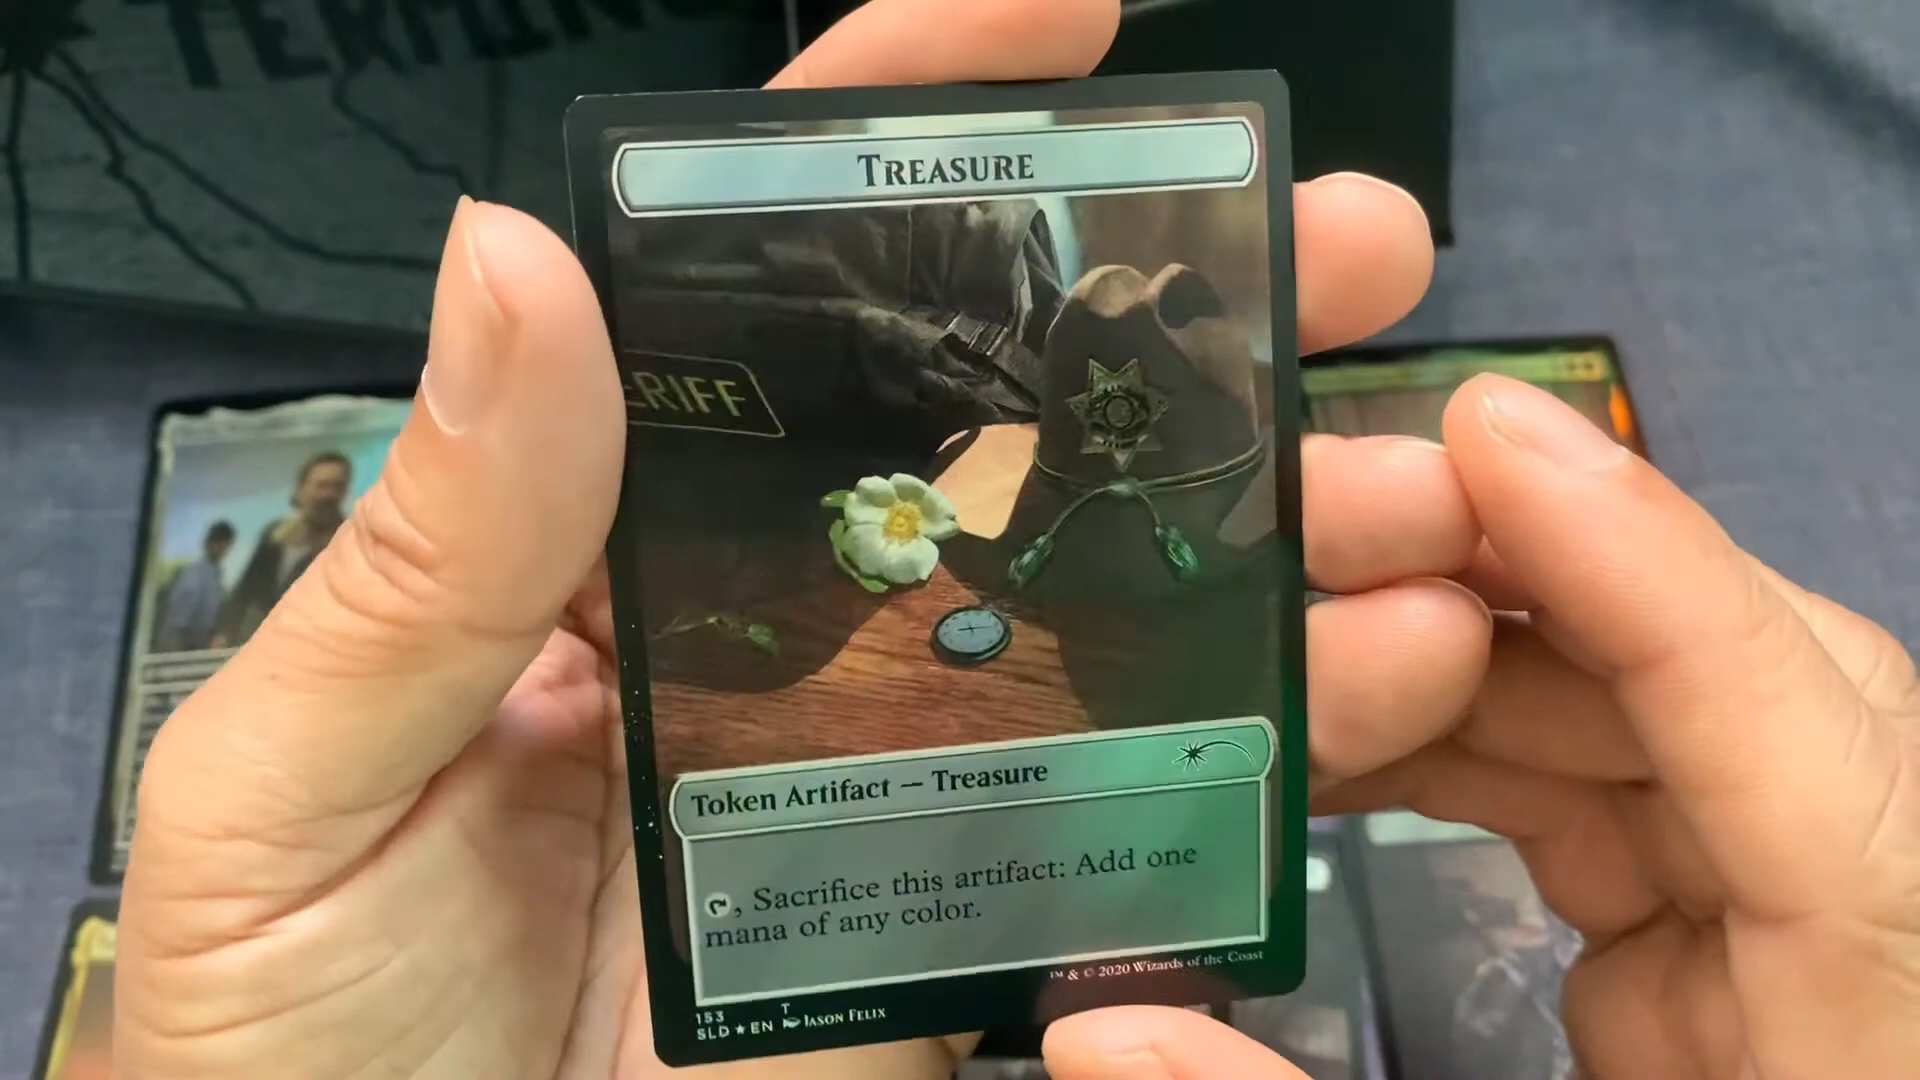 TERMIN
TREASURE
ERIFF
Token Artifact — Treasure
, Sacrifice this artifact: Add one
mana of any color.
™ & © 2020 Wizards of the Coast
153 T
SLD ★ EN JASON FELIX